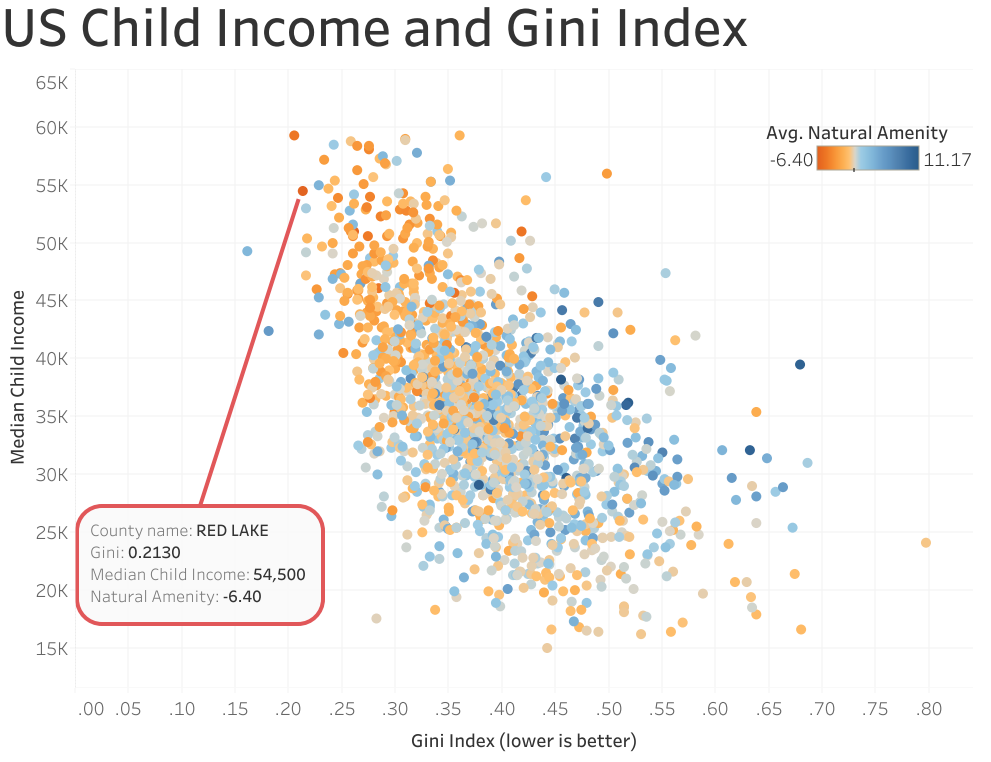 US Child Income and Gini Index
65K
60K
55K
50K
45K
40K
35K
30K
25K
20K
15K
Median Child Income
Avg. Natural Amenity
-6.40 11.17
County name: RED LAKE
Gini: 0.2130
Median Child Income: 54,500
Natural Amenity: -6.40
.00 .05 .10 .15 .20 .25 .30 .35 .40 .45 .50 .55 .60 .65 .70 .75 .80
Gini Index (lower is better)